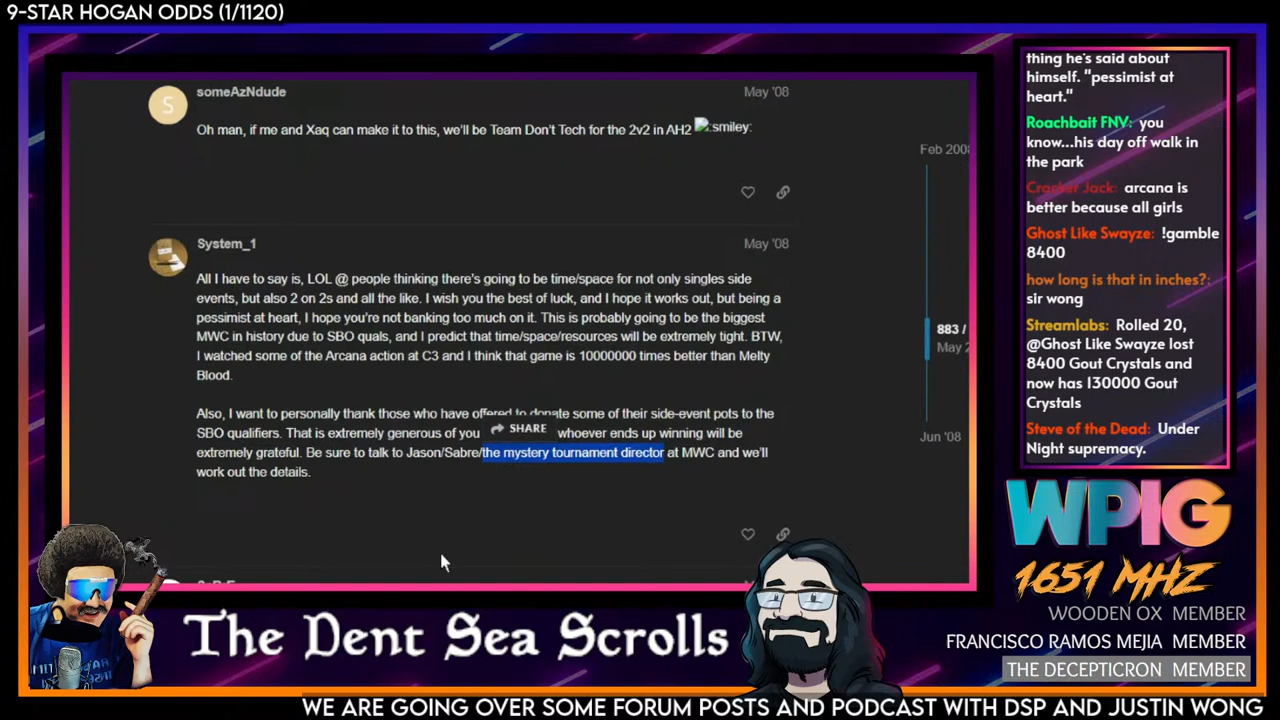 9-STAR HOGAN ODDS (1/1120)
someAzNdude
May '08
S
Oh man, if me and Xaq can make it to this, we'll be Team Don't Tech for the 2v2 in AH2 :smiley:
Feb 2008
System_1
May '08
All I have to say is, LOL @ people thinking there's going to be time/space for not only singles side
events, but also 2 on 2s and all the like. I wish you the best of luck, and I hope it works out, but being a
pessimist at heart, I hope you're not banking too much on it. This is probably going to be the biggest
MWC in history due to SBO quals, and I predict that time/space/resources will be extremely tight. BTW,
I watched some of the Arcana action at C3 and I think that game is 10000000 times better than Melty
Blood.
883 /
May 2
Also, I want to personally thank those who have offered to donate some of their side-event pots to the
SBO qualifiers. That is extremely generous of you
SHARE
whoever ends up winning will be
extremely grateful. Be sure to talk to Jason/Sabre/the mystery tournament director at MWC and we'll
work out the details.
Jun '08
thing he's said about
himself. "pessimist at
heart."
Roachbait FNV: you
know...his day off walk in
the park
Cracker Jack: arcana is
better because all girls
Ghost Like Swayze: !gamble
8400
how long is that in inches?:
sir wong
Streamlabs: Rolled 20,
@Ghost Like Swayze lost
8400 Gout Crystals and
now has 130000 Gout
Crystals
Steve of the Dead: Under
Night supremacy.
WPIG
1651 MHZ
WOODEN OX MEMBER
FRANCISCO RAMOS MEJIA MEMBER
THE DECEPTICRON MEMBER
The Dent Sea Scrolls
WE ARE GOING OVER SOME FORUM POSTS AND PODCAST WITH DSP AND JUSTIN WONG